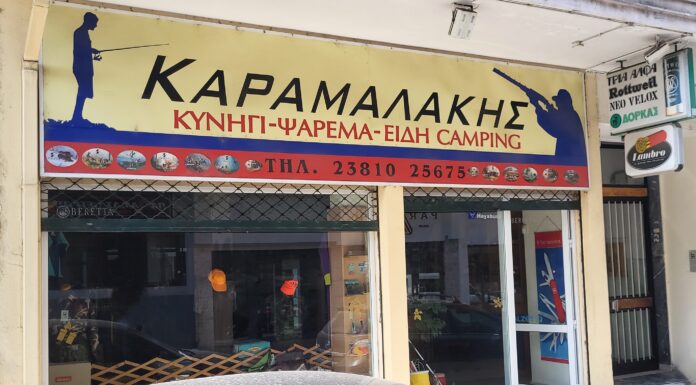 ΚΑΡΑΜΑΛΑΚΗΣ
ΚΥΝΗΓΙ-ΨΑΡΕΜΑ-ΕΙΔΗ CAMPING
ΤΗΛ. 23810 25675
ΤΡΙΑ ΑΛΦΑ
Rottweil
NEO VELOX
ΔΟΡΚΑΣ
Lambro
BERETTA